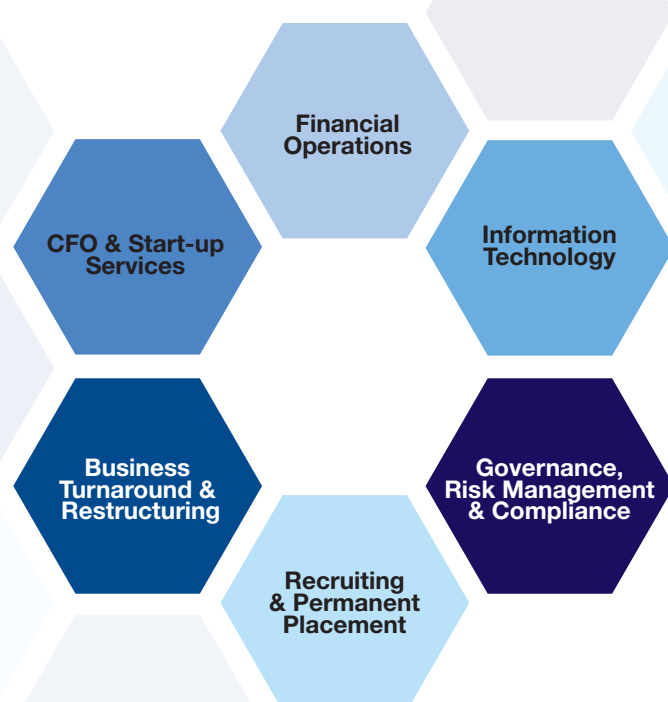 Financial
Operations
CFO & Start-up
Services
Information
Technology
Business
Turnaround &
Restructuring
Governance,
Risk Management
& Compliance
Recruiting
& Permanent
Placement